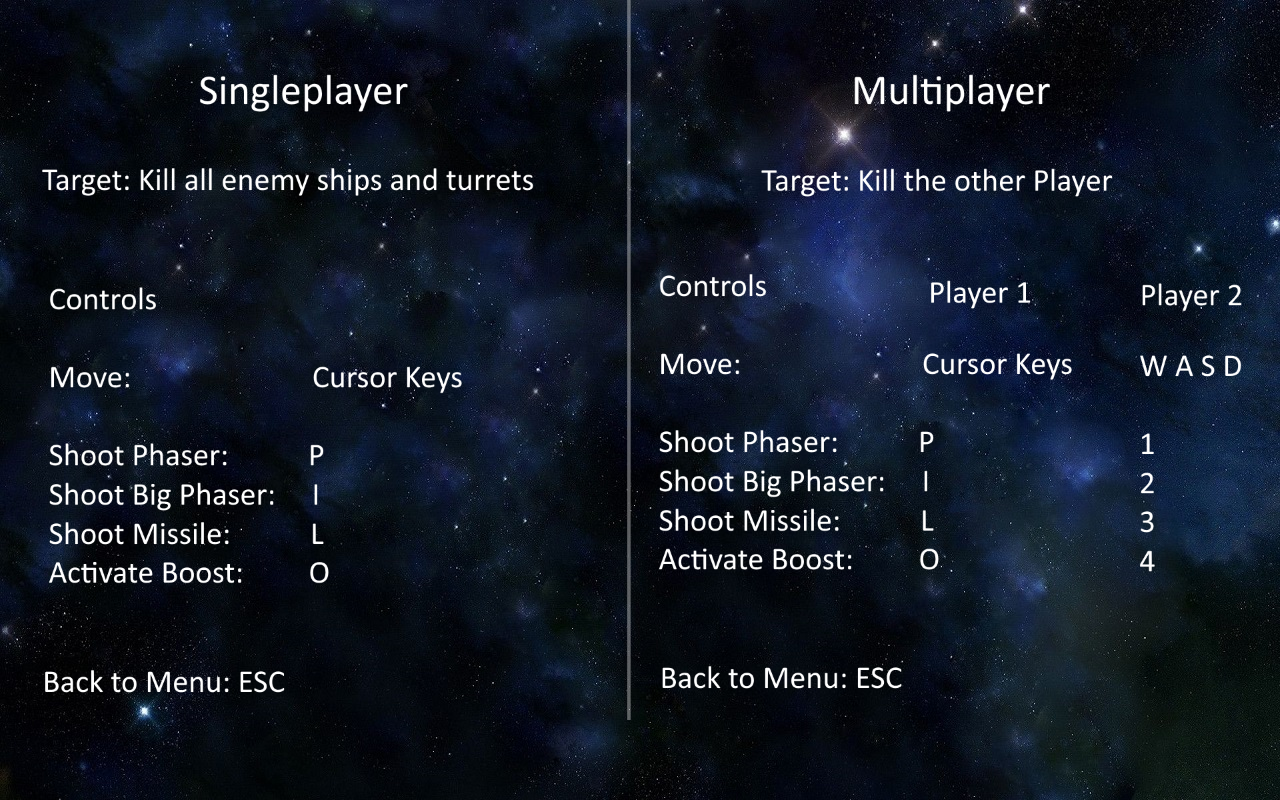 Singleplayer
Target: Kill all enemy ships and turrets
Controls
Move: Cursor Keys
Shoot Phaser: P
Shoot Big Phaser: I
Shoot Missile: L
Activate Boost: O
Back to Menu: ESC
Multiplayer
Target: Kill the other Player
Controls Player 1 Player 2
Move: Cursor Keys W A S D
Shoot Phaser: P 1
Shoot Big Phaser: I 2
Shoot Missile: L 3
Activate Boost: O 4
Back to Menu: ESC